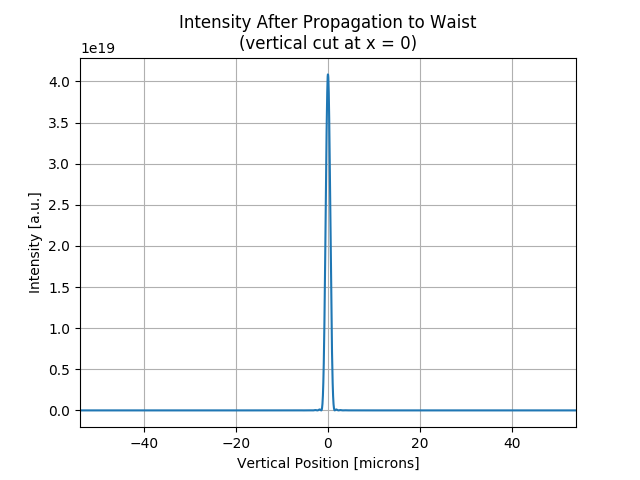 Intensity After Propagation to Waist
(vertical cut at x = 0)
1e19
4.0
3.5
3.0
2.5
2.0
1.5
1.0
0.5
0.0
Intensity [a.u.]
−40 −20 0 20 40
Vertical Position [microns]